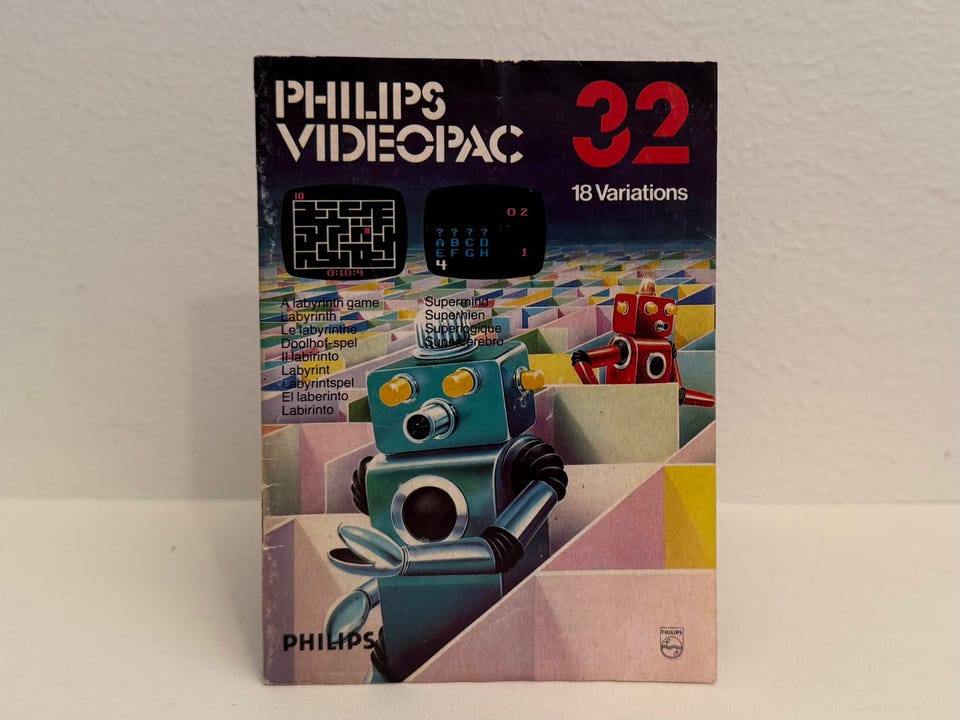 PHILIPS
VIDEOPAC
32
18 Variations
10
0:10:4
0 2
? ? ? ?
A B C D
E F G H
1
4
A labyrinth game
Labyrinth
Le labyrinthe
Doolhof-spel
Il labirinto
Labyrint
Labyrintspel
El laberinto
Labirinto
Supermind
Superhien
Superlogique
Supercerebro
PHILIPS
PHILIPS